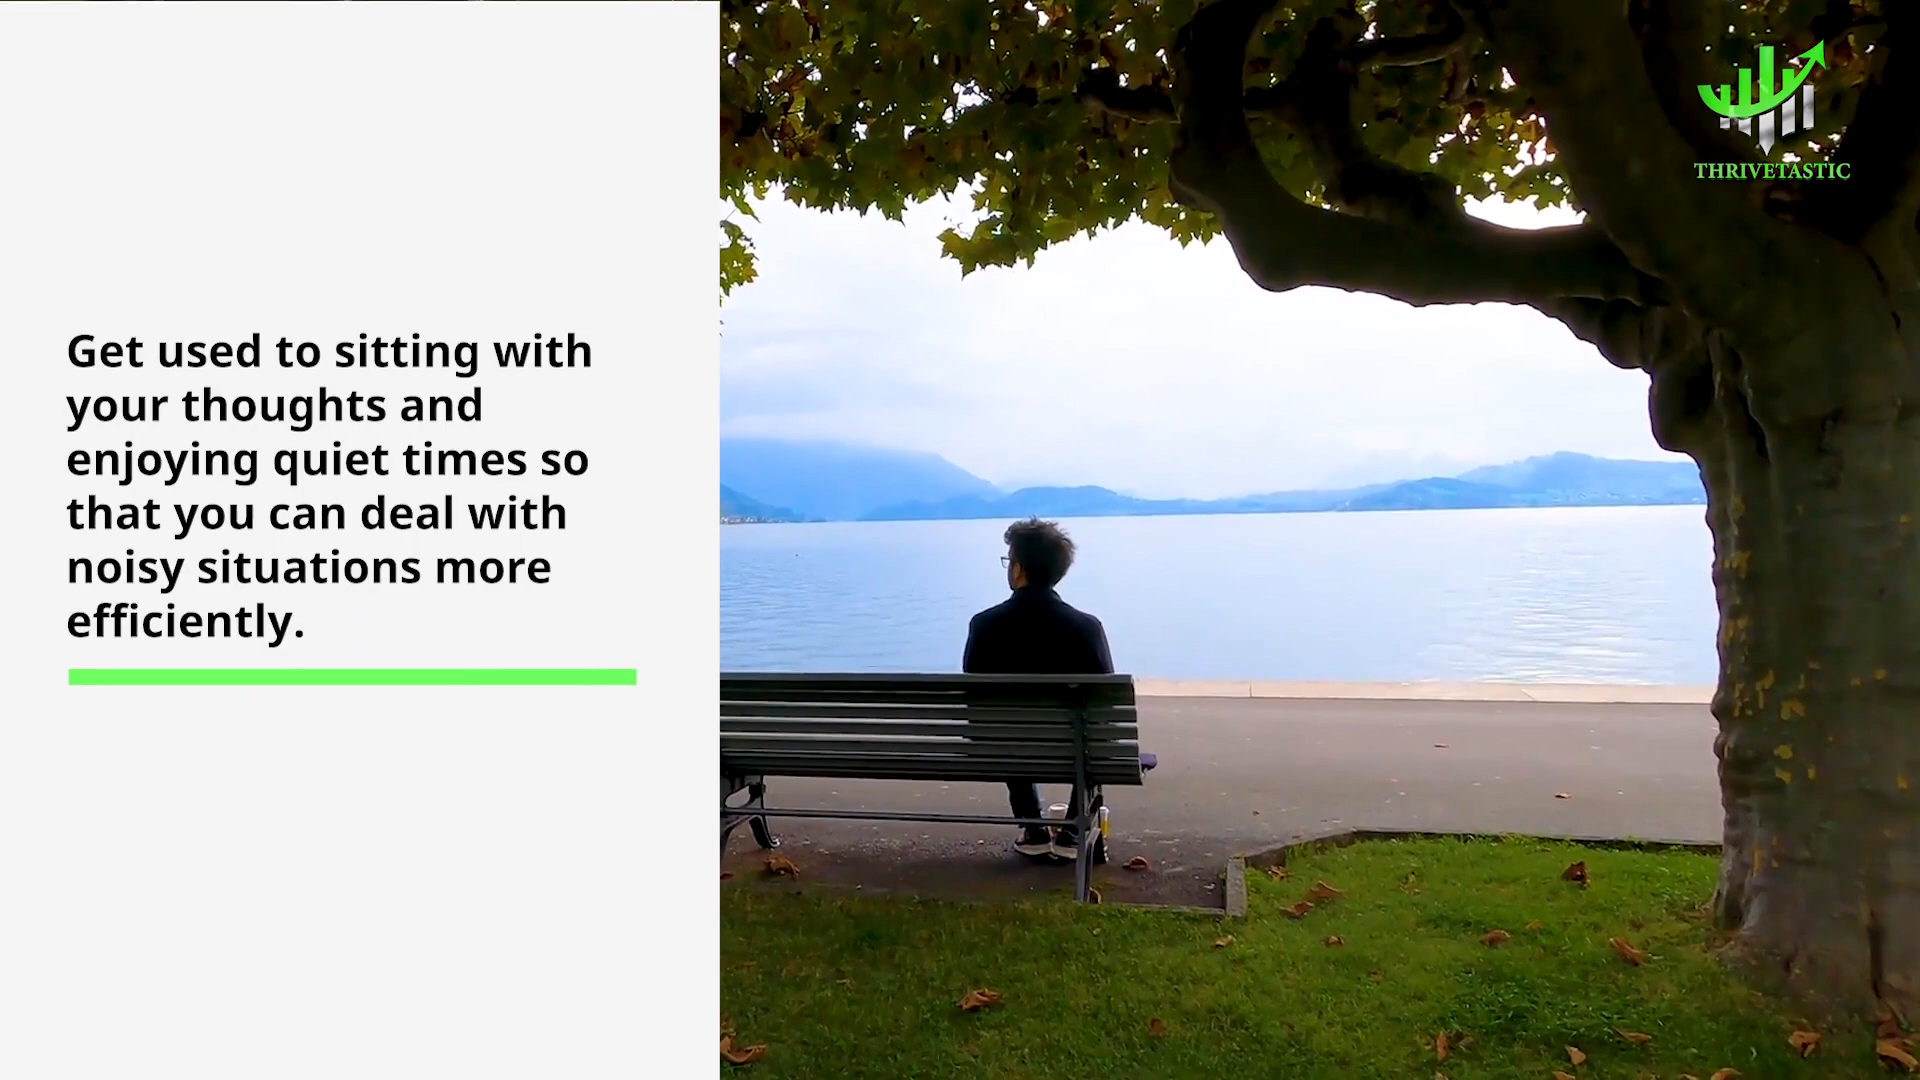 Get used to sitting with
your thoughts and
enjoying quiet times so
that you can deal with
noisy situations more
efficiently.
THRIVETASTIC